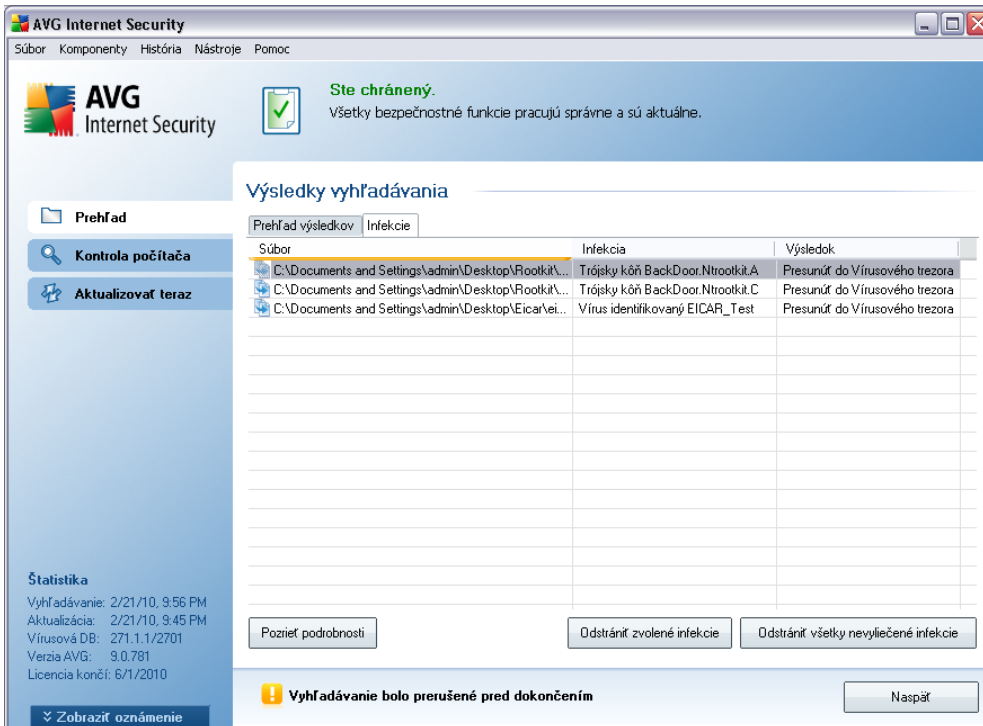 AVG Internet Security
Súbor Komponenty História Nástroje Pomoc
AVG
Internet Security
Ste chránený.
Všetky bezpečnostné funkcie pracujú správne a sú aktuálne.
Prehľad
Kontrola počítača
Aktualizovať teraz
Výsledky vyhľadávania
Prehľad výsledkov Infekcie
Súbor Infekcia Výsledok
C:\Documents and Settings\admin\Desktop\Rootkit\... Trójsky kôň BackDoor.Ntrootkit.A Presunúť do Vírusového trezora
C:\Documents and Settings\admin\Desktop\Rootkit\... Trójsky kôň BackDoor.Ntrootkit.C Presunúť do Vírusového trezora
C:\Documents and Settings\admin\Desktop\Eicar\ei... Vírus identifikovaný EICAR_Test Presunúť do Vírusového trezora
Štatistika
Vyhľadávanie: 2/21/10, 9:56 PM
Aktualizácia: 2/21/10, 9:45 PM
Vírusová DB: 271.1.1/2701
Verzia AVG: 9.0.781
Licencia končí: 6/1/2010
Zobraziť oznámenie
Pozrieť podrobnosti Odstrániť zvolené infekcie Odstrániť všetky nevyliečené infekcie
Vyhľadávanie bolo prerušené pred dokončením
Naspäť